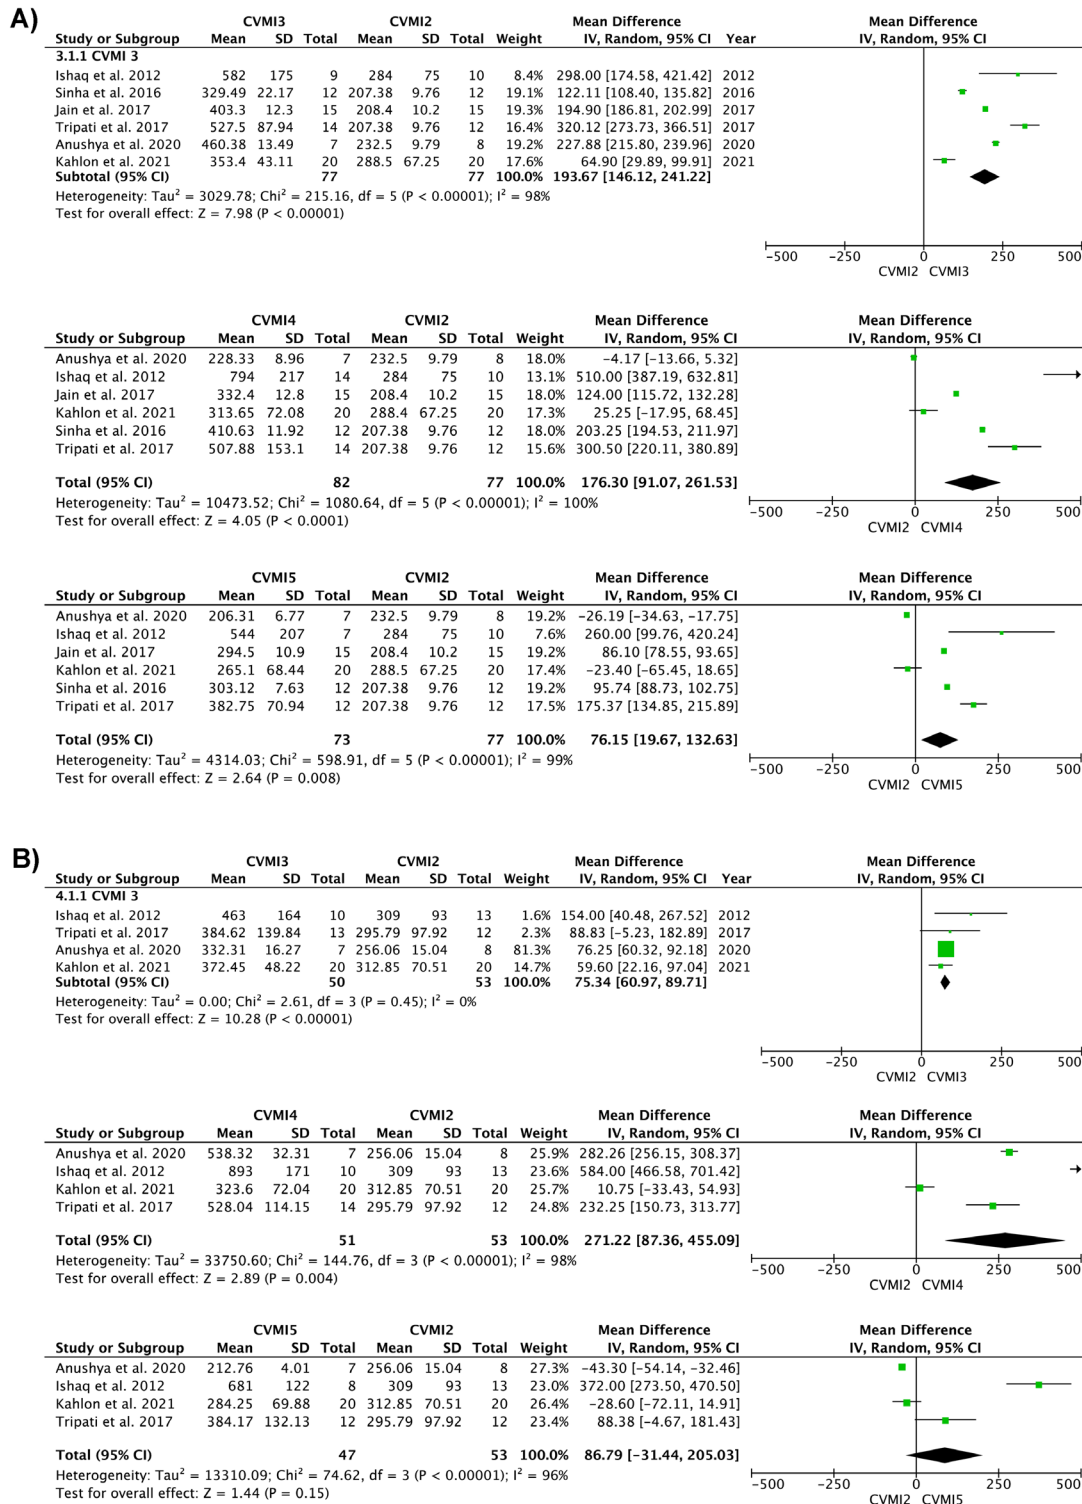 A)
CVMI3 CVMI2 Mean Difference Mean Difference
Study or Subgroup Mean SD Total Mean SD Total Weight IV, Random, 95% CI Year IV, Random, 95% CI
3.1.1 CVMI 3
Ishaq et al. 2012 582 175 9 284 75 10 8.4% 298.00 [174.58, 421.42] 2012
Sinha et al. 2016 329.49 22.17 12 207.38 9.76 12 19.1% 122.11 [108.40, 135.82] 2016
Jain et al. 2017 403.3 12.3 15 208.4 10.2 15 19.2% 194.90 [186.81, 202.99] 2017
Tripati et al. 2017 527.5 87.94 14 207.38 9.76 12 16.4% 320.12 [273.73, 366.51] 2017
Anushya et al. 2020 460.38 13.49 7 232.5 9.79 8 19.2% 227.88 [215.80, 239.96] 2020
Kahlon et al. 2021 353.4 43.11 20 288.5 67.25 20 17.6% 64.90 [29.89, 99.91] 2021
Subtotal (95% CI) 77 77 100.0% 193.67 [146.12, 241.22]
Heterogeneity: Tau² = 3029.78; Chi² = 215.16, df = 5 (P < 0.00001); I² = 98%
Test for overall effect: Z = 7.98 (P < 0.00001)
-500 -250 0 250 500
CVMI2 CVMI3
CVMI4 CVMI2 Mean Difference Mean Difference
Study or Subgroup Mean SD Total Mean SD Total Weight IV, Random, 95% CI IV, Random, 95% CI
Anushya et al. 2020 228.33 8.96 7 232.5 9.79 8 18.0% -4.17 [-13.66, 5.32]
Ishaq et al. 2012 794 217 14 284 75 10 13.1% 510.00 [387.19, 632.81]
Jain et al. 2017 332.4 12.8 15 208.4 10.2 15 18.0% 124.00 [115.72, 132.28]
Kahlon et al. 2021 313.65 72.08 20 288.4 67.25 20 17.3% 25.25 [-17.95, 68.45]
Sinha et al. 2016 410.63 11.92 12 207.38 9.76 12 18.0% 203.25 [194.53, 211.97]
Tripati et al. 2017 507.88 153.1 14 207.38 9.76 12 15.6% 300.50 [220.11, 380.89]
Total (95% CI) 82 77 100.0% 176.30 [91.07, 261.53]
Heterogeneity: Tau² = 10473.52; Chi² = 1080.64, df = 5 (P < 0.00001); I² = 100%
Test for overall effect: Z = 4.05 (P < 0.0001)
-500 -250 0 250 500
CVMI2 CVMI4
CVMI5 CVMI2 Mean Difference Mean Difference
Study or Subgroup Mean SD Total Mean SD Total Weight IV, Random, 95% CI IV, Random, 95% CI
Anushya et al. 2020 206.31 6.77 7 232.5 9.79 8 19.2% -26.19 [-34.63, -17.75]
Ishaq et al. 2012 544 207 7 284 75 10 7.6% 260.00 [99.76, 420.24]
Jain et al. 2017 294.5 10.9 15 208.4 10.2 15 19.2% 86.10 [78.55, 93.65]
Kahlon et al. 2021 265.1 68.44 20 288.5 67.25 20 17.4% -23.40 [-65.45, 18.65]
Sinha et al. 2016 303.12 7.63 12 207.38 9.76 12 19.2% 95.74 [88.73, 102.75]
Tripati et al. 2017 382.75 70.94 12 207.38 9.76 12 17.5% 175.37 [134.85, 215.89]
Total (95% CI) 73 77 100.0% 76.15 [19.67, 132.63]
Heterogeneity: Tau² = 4314.03; Chi² = 598.91, df = 5 (P < 0.00001); I² = 99%
Test for overall effect: Z = 2.64 (P = 0.008)
-500 -250 0 250 500
CVMI2 CVMI5
B)
CVMI3 CVMI2 Mean Difference Mean Difference
Study or Subgroup Mean SD Total Mean SD Total Weight IV, Random, 95% CI Year IV, Random, 95% CI
4.1.1 CVMI 3
Ishaq et al. 2012 463 164 10 309 93 13 1.6% 154.00 [40.48, 267.52] 2012
Tripati et al. 2017 384.62 139.84 13 295.79 97.92 12 2.3% 88.83 [-5.23, 182.89] 2017
Anushya et al. 2020 332.31 16.27 7 256.06 15.04 8 81.3% 76.25 [60.32, 92.18] 2020
Kahlon et al. 2021 372.45 48.22 20 312.85 70.51 20 14.7% 59.60 [22.16, 97.04] 2021
Subtotal (95% CI) 50 53 100.0% 75.34 [60.97, 89.71]
Heterogeneity: Tau² = 0.00; Chi² = 2.61, df = 3 (P = 0.45); I² = 0%
Test for overall effect: Z = 10.28 (P < 0.00001)
-500 -250 0 250 500
CVMI2 CVMI3
CVMI4 CVMI2 Mean Difference Mean Difference
Study or Subgroup Mean SD Total Mean SD Total Weight IV, Random, 95% CI IV, Random, 95% CI
Anushya et al. 2020 538.32 32.31 7 256.06 15.04 8 25.9% 282.26 [256.15, 308.37]
Ishaq et al. 2012 893 171 10 309 93 13 23.6% 584.00 [466.58, 701.42]
Kahlon et al. 2021 323.6 72.04 20 312.85 70.51 20 25.7% 10.75 [-33.43, 54.93]
Tripati et al. 2017 528.04 114.15 14 295.79 97.92 12 24.8% 232.25 [150.73, 313.77]
Total (95% CI) 51 53 100.0% 271.22 [87.36, 455.09]
Heterogeneity: Tau² = 33750.60; Chi² = 144.76, df = 3 (P < 0.00001); I² = 98%
Test for overall effect: Z = 2.89 (P = 0.004)
-500 -250 0 250 500
CVMI2 CVMI4
CVMI5 CVMI2 Mean Difference Mean Difference
Study or Subgroup Mean SD Total Mean SD Total Weight IV, Random, 95% CI IV, Random, 95% CI
Anushya et al. 2020 212.76 4.01 7 256.06 15.04 8 27.3% -43.30 [-54.14, -32.46]
Ishaq et al. 2012 681 122 8 309 93 13 23.0% 372.00 [273.50, 470.50]
Kahlon et al. 2021 284.25 69.88 20 312.85 70.51 20 26.4% -28.60 [-72.11, 14.91]
Tripati et al. 2017 384.17 132.13 12 295.79 97.92 12 23.4% 88.38 [-4.67, 181.43]
Total (95% CI) 47 53 100.0% 86.79 [-31.44, 205.03]
Heterogeneity: Tau² = 13310.09; Chi² = 74.62, df = 3 (P < 0.00001); I² = 96%
Test for overall effect: Z = 1.44 (P = 0.15)
-500 -250 0 250 500
CVMI2 CVMI5